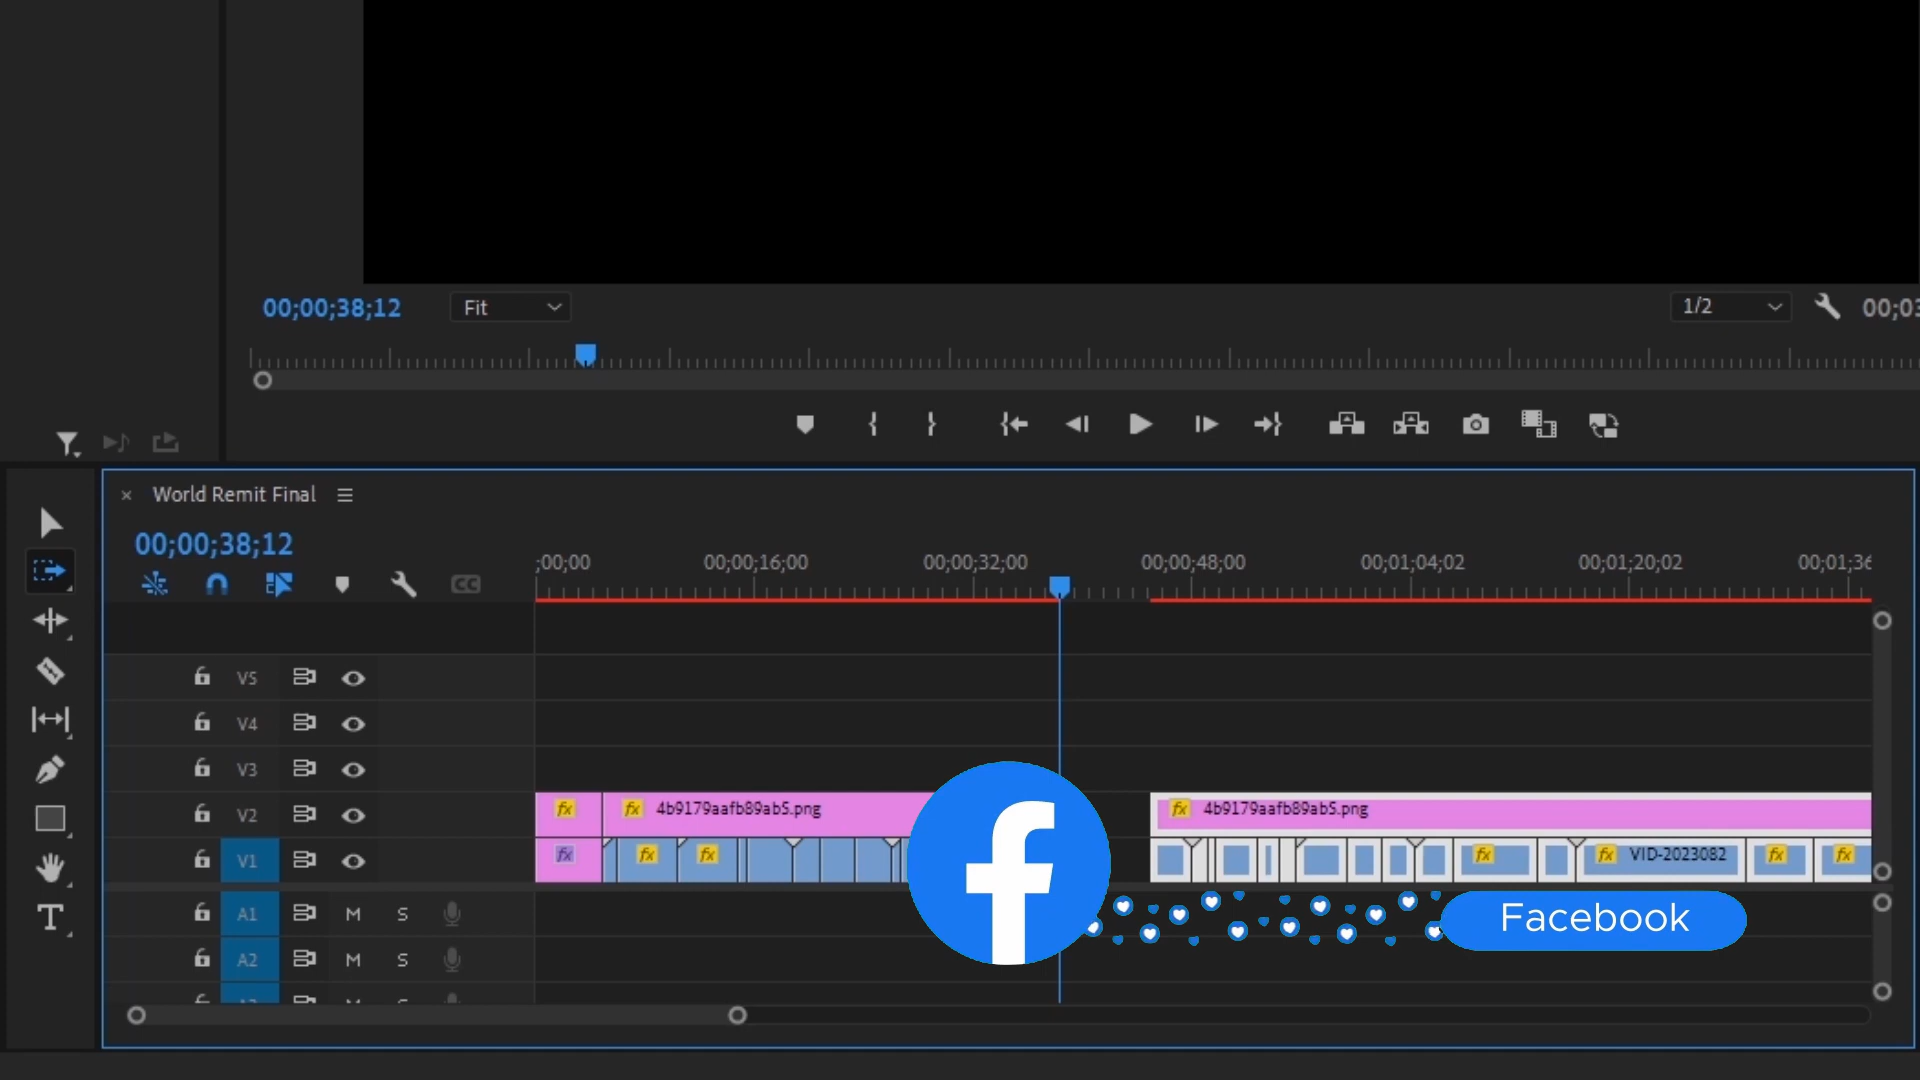 00;00;38;12
Fit
1/2
00;03
× World Remit Final
00;00;38;12
;00;00
00;00;16;00
00;00;32;00
00;00;48;00
00;01;04;02
00;01;20;02
00;01;36
V5
V4
V3
V2
fx
fx 4b9179aafb89ab5.png
fx 4b9179aafb89ab5.png
V1
fx
fx
fx
fx
fx VID-2023082
fx
fx
A1 M S
A2 M S
f
Facebook
T
CC